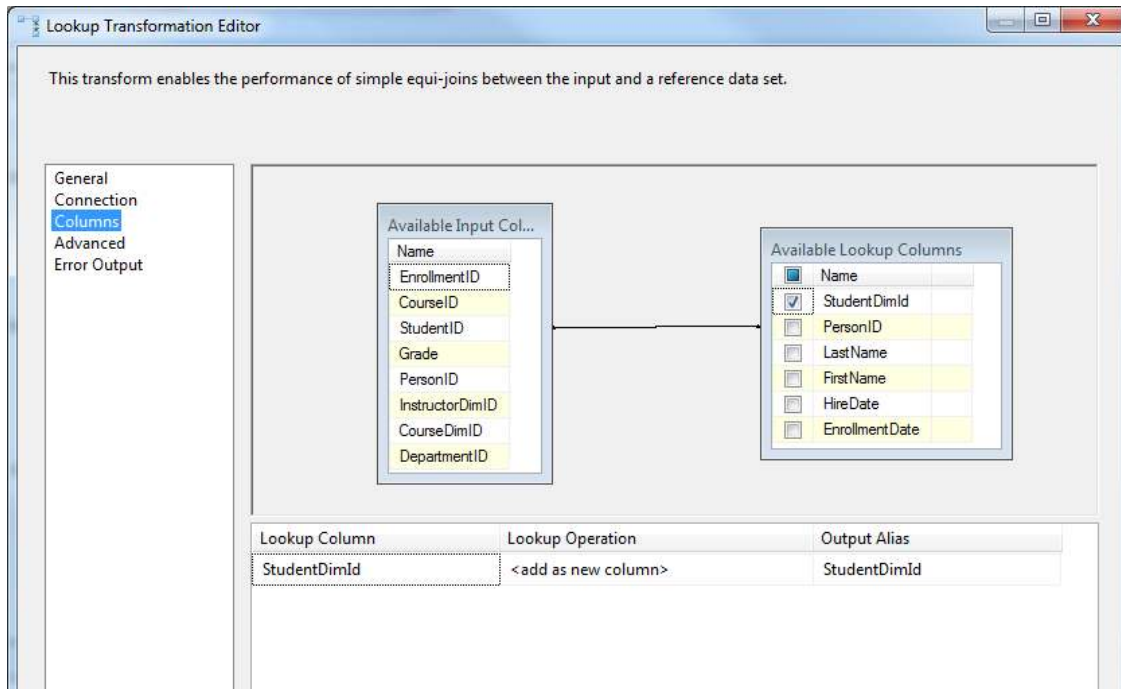 Lookup Transformation Editor
This transform enables the performance of simple equi-joins between the input and a reference data set.
General
Connection
Columns
Advanced
Error Output
Available Input Col...
Name
EnrollmentID
CourseID
StudentID
Grade
PersonID
InstructorDimID
CourseDimID
DepartmentID
Available Lookup Columns
Name
StudentDimId
PersonID
LastName
FirstName
HireDate
EnrollmentDate
Lookup Column Lookup Operation Output Alias
StudentDimId <add as new column> StudentDimId